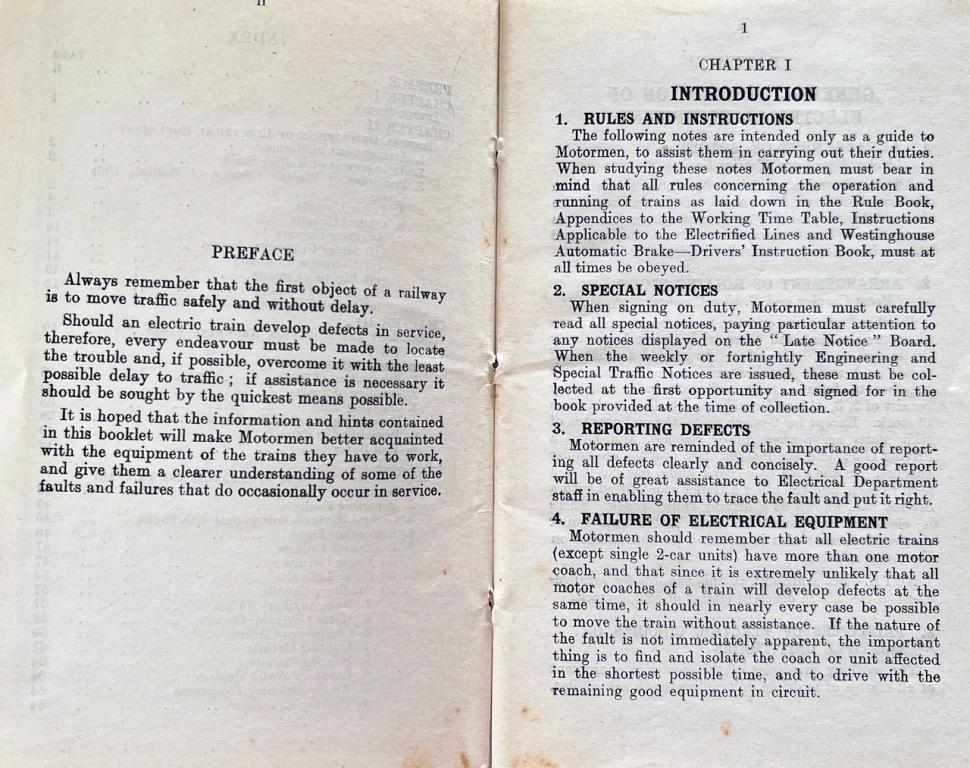 II
PREFACE
Always remember that the first object of a railway
is to move traffic safely and without delay.
Should an electric train develop defects in service,
therefore, every endeavour must be made to locate
the trouble and, if possible, overcome it with the least
possible delay to traffic ; if assistance is necessary it
should be sought by the quickest means possible.
It is hoped that the information and hints contained
in this booklet will make Motormen better acquainted
with the equipment of the trains they have to work,
and give them a clearer understanding of some of the
faults and failures that do occasionally occur in service.
1
CHAPTER I
INTRODUCTION
1. RULES AND INSTRUCTIONS
The following notes are intended only as a guide to
Motormen, to assist them in carrying out their duties.
When studying these notes Motormen must bear in
mind that all rules concerning the operation and
running of trains as laid down in the Rule Book,
Appendices to the Working Time Table, Instructions
Applicable to the Electrified Lines and Westinghouse
Automatic Brake—Drivers' Instruction Book, must at
all times be obeyed.
2. SPECIAL NOTICES
When signing on duty, Motormen must carefully
read all special notices, paying particular attention to
any notices displayed on the " Late Notice " Board.
When the weekly or fortnightly Engineering and
Special Traffic Notices are issued, these must be col-
lected at the first opportunity and signed for in the
book provided at the time of collection.
3. REPORTING DEFECTS
Motormen are reminded of the importance of report-
ing all defects clearly and concisely. A good report
will be of great assistance to Electrical Department
staff in enabling them to trace the fault and put it right.
4. FAILURE OF ELECTRICAL EQUIPMENT
Motormen should remember that all electric trains
(except single 2-car units) have more than one motor
coach, and that since it is extremely unlikely that all
motor coaches of a train will develop defects at the
same time, it should in nearly every case be possible
to move the train without assistance. If the nature of
the fault is not immediately apparent, the important
thing is to find and isolate the coach or unit affected
in the shortest possible time, and to drive with the
remaining good equipment in circuit.